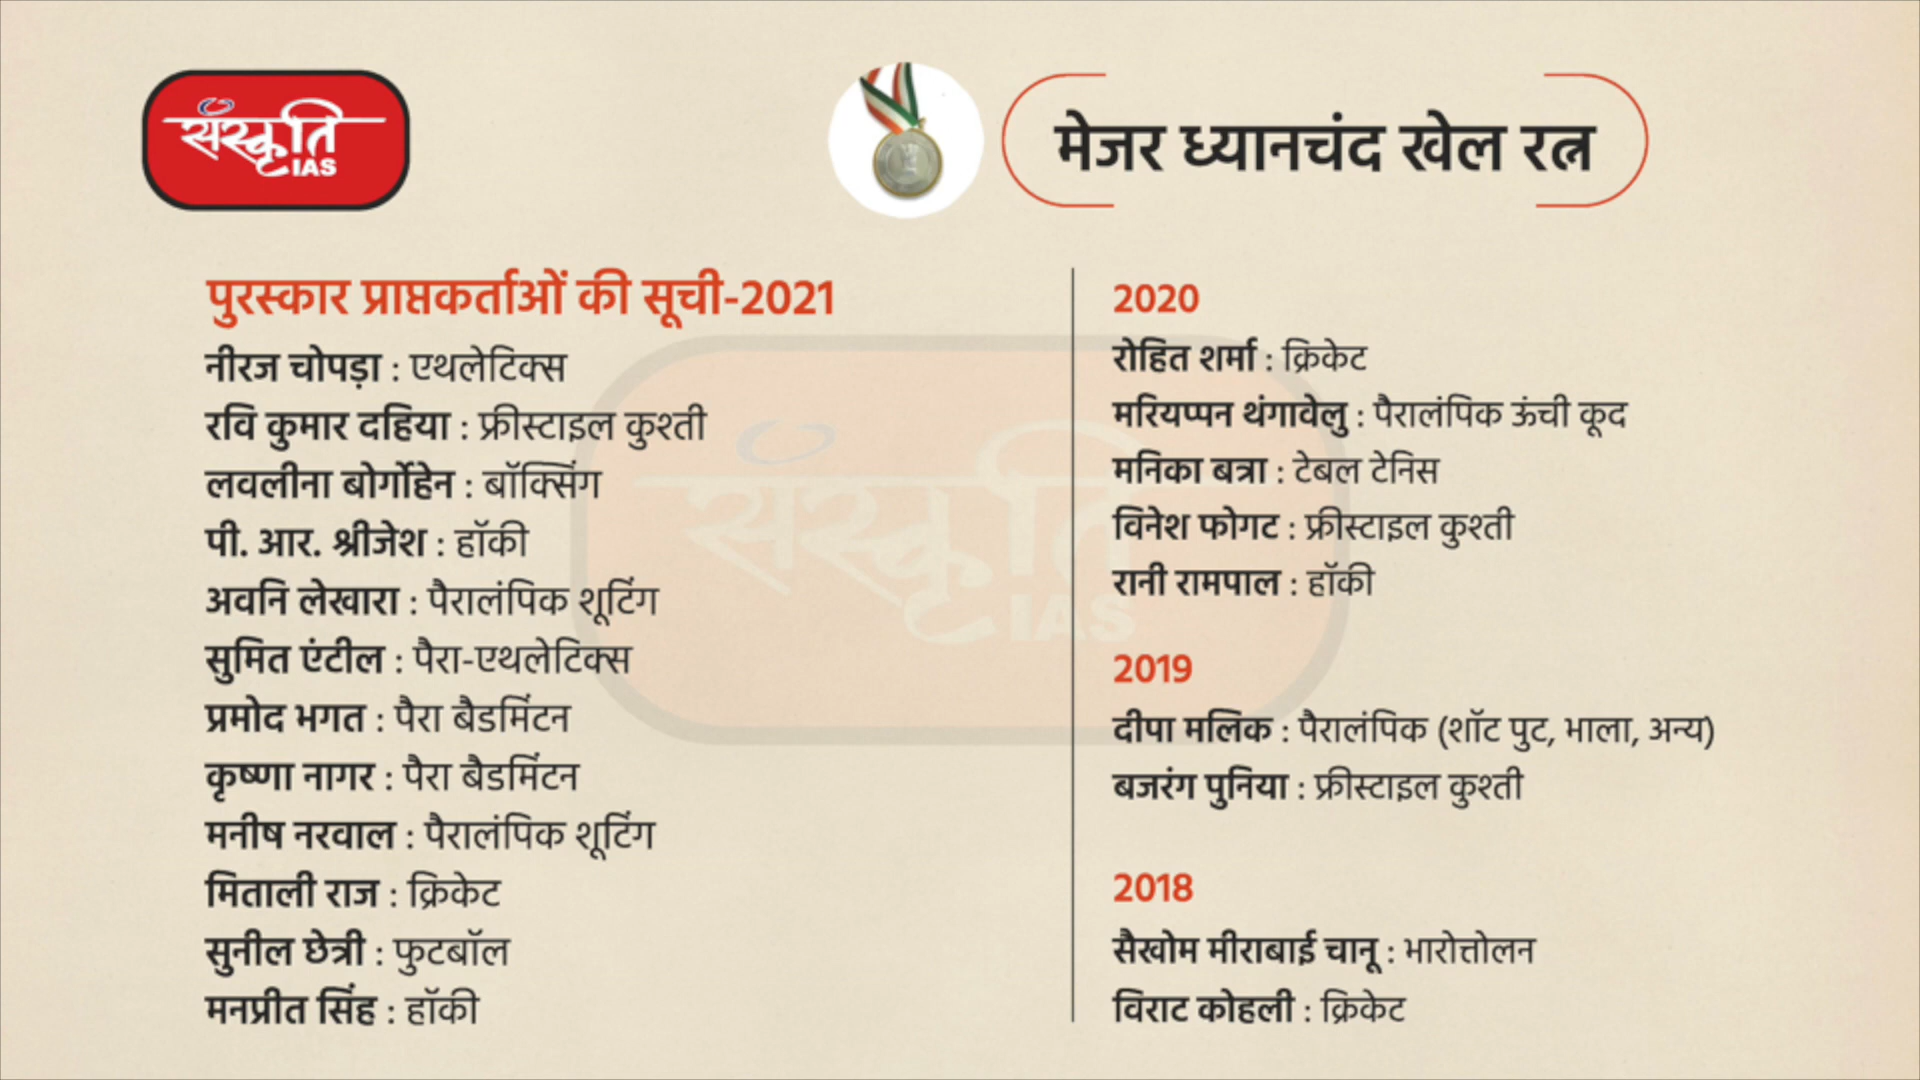 संस्कृति
IAS
मेजर ध्यानचंद खेल रत्न
पुरस्कार प्राप्तकर्ताओं की सूची-2021
नीरज चोपड़ा : एथलेटिक्स
रवि कुमार दहिया : फ्रीस्टाइल कुश्ती
लवलीना बोर्गोहेन : बॉक्सिंग
पी. आर. श्रीजेश : हॉकी
अवनि लेखारा : पैरालंपिक शूटिंग
सुमित एंटील : पैरा-एथलेटिक्स
प्रमोद भगत : पैरा बैडमिंटन
कृष्णा नागर : पैरा बैडमिंटन
मनीष नरवाल : पैरालंपिक शूटिंग
मिताली राज : क्रिकेट
सुनील छेत्री : फुटबॉल
मनप्रीत सिंह : हॉकी
2020
रोहित शर्मा : क्रिकेट
मरियप्पन थंगावेलु : पैरालंपिक ऊंची कूद
मनिका बत्रा : टेबल टेनिस
विनेश फोगट : फ्रीस्टाइल कुश्ती
रानी रामपाल : हॉकी
2019
दीपा मलिक : पैरालंपिक (शॉट पुट, भाला, अन्य)
बजरंग पुनिया : फ्रीस्टाइल कुश्ती
2018
सैखोम मीराबाई चानू : भारोत्तोलन
विराट कोहली : क्रिकेट
संस्कृति
IAS